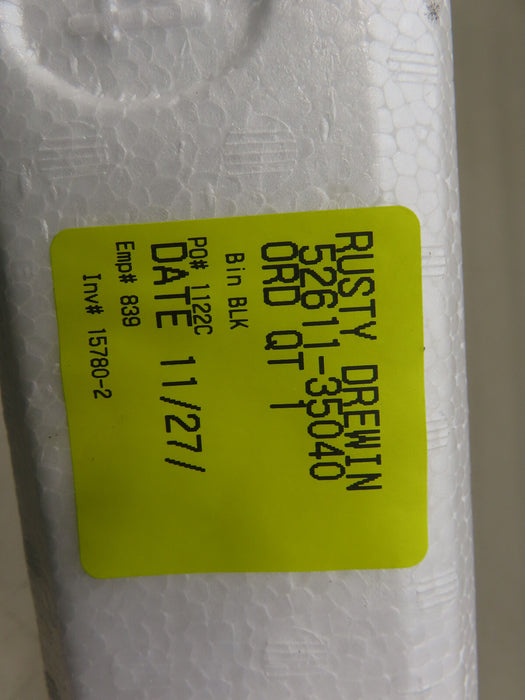 RUSTY DREWIN
52611-35040
ORD QT 1
Bin BLK
PO# 1122C
DATE 11/27/
Emp# 839
Inv# 15780-2